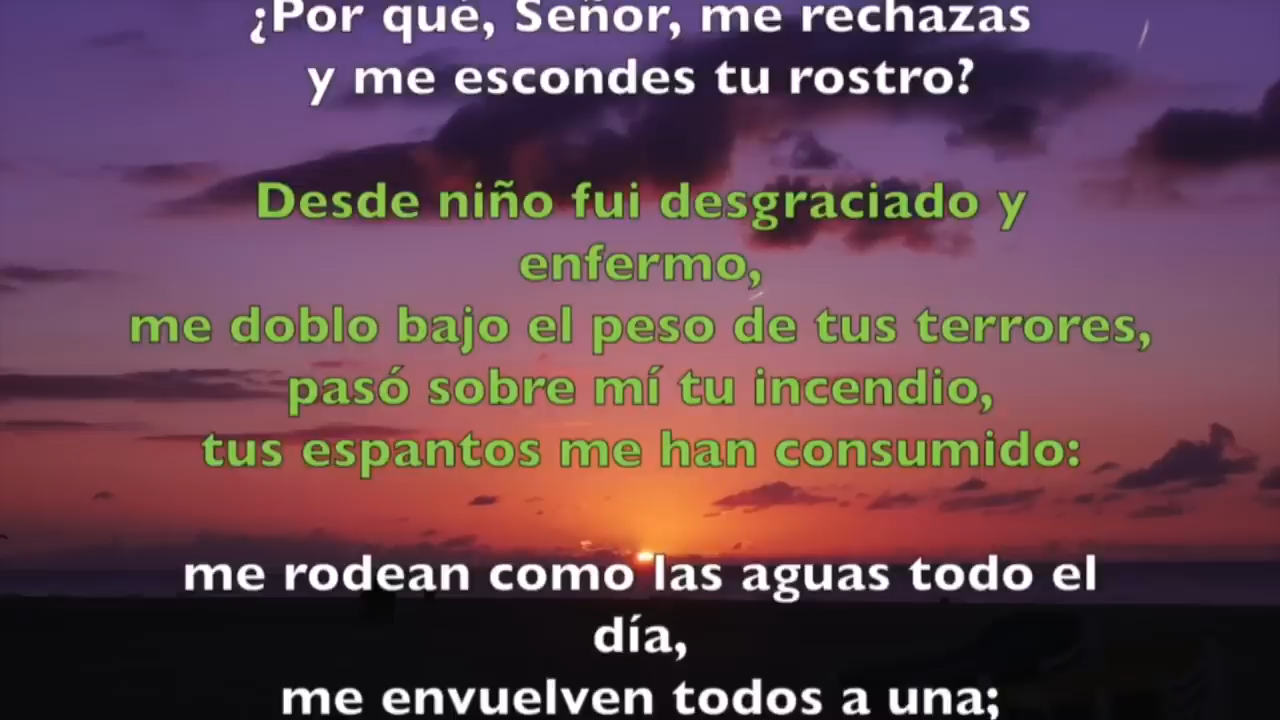 ¿Por qué, Señor, me rechazas
y me escondes tu rostro?
Desde niño fui desgraciado y
enfermo,
me doblo bajo el peso de tus terrores,
pasó sobre mí tu incendio,
tus espantos me han consumido:
me rodean como las aguas todo el
día,
me envuelven todos a una;